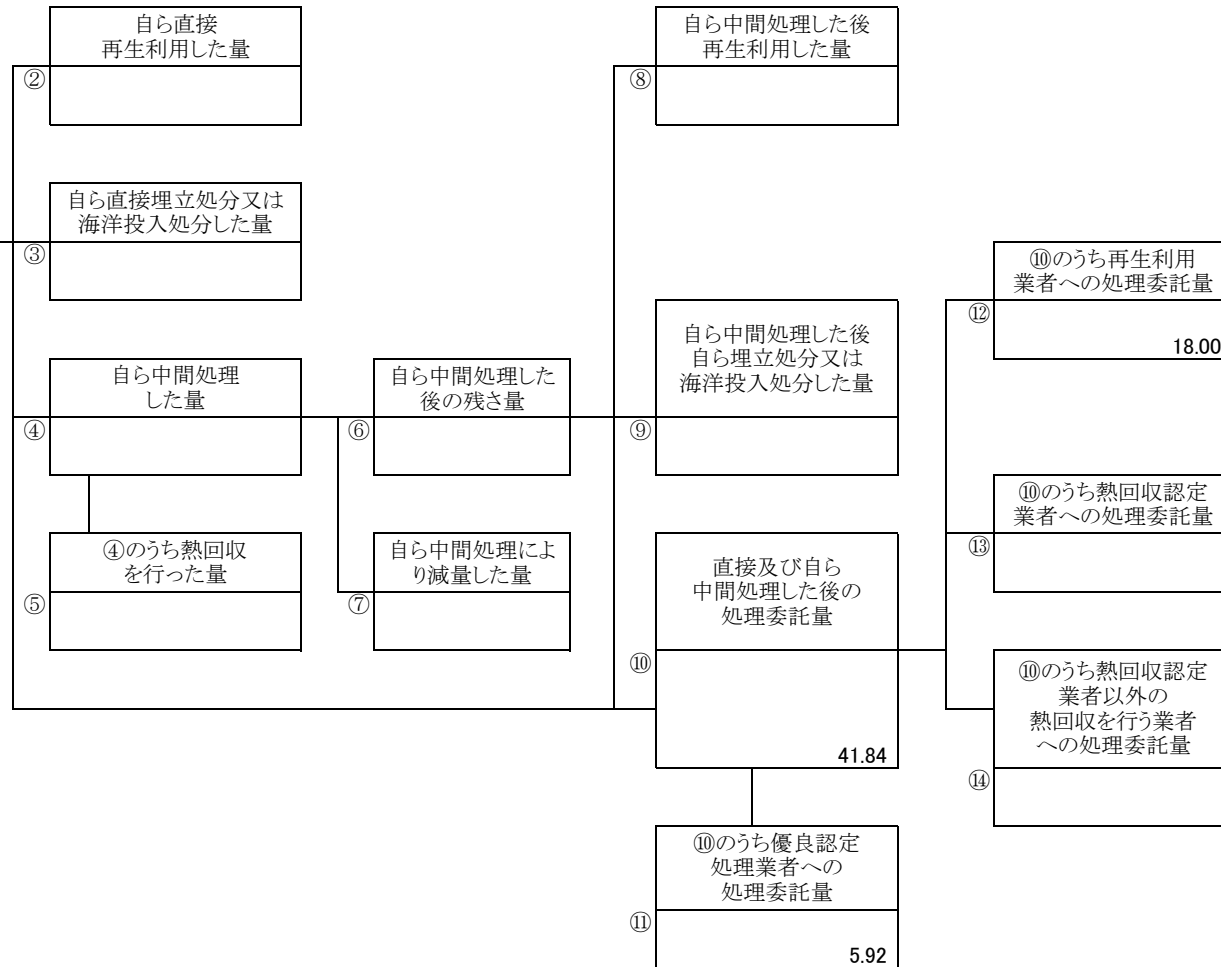 自ら直接
再生利用した量
②
自ら中間処理した後
再生利用した量
⑧
自ら直接埋立処分又は
海洋投入処分した量
③
⑩のうち再生利用
業者への処理委託量
⑫
18.00
自ら中間処理した後
自ら埋立処分又は
海洋投入処分した量
⑨
自ら中間処理
した量
④
自ら中間処理した
後の残さ量
⑥
⑩のうち熱回収認定
業者への処理委託量
⑬
④のうち熱回収
を行った量
⑤
自ら中間処理によ
り減量した量
⑦
直接及び自ら
中間処理した後の
処理委託量
⑩
41.84
⑩のうち熱回収認定
業者以外の
熱回収を行う業者
への処理委託量
⑭
⑩のうち優良認定
処理業者への
処理委託量
⑪
5.92